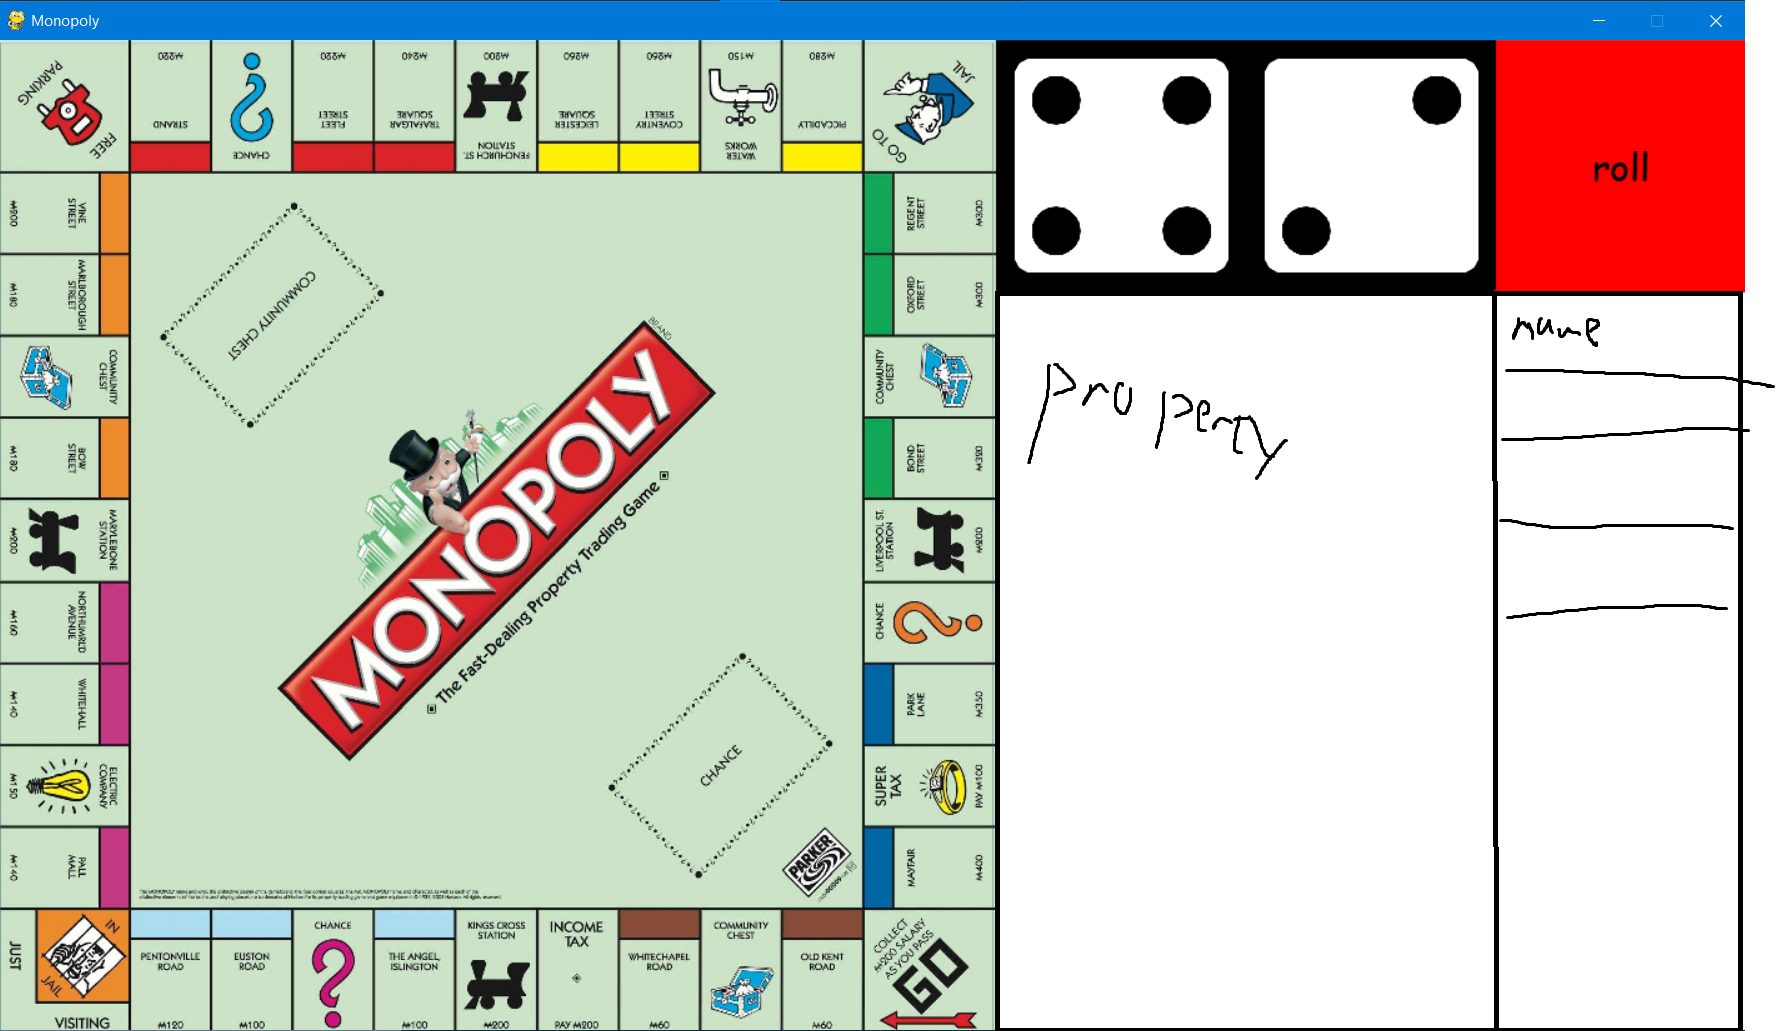 Monopoly
FREE
PARKING
₩220
STRAND
CHANCE
₩220
FLEET
STREET
₩240
TRAFALGAR
SQUARE
₩200
FENCHURCH ST.
STATION
₩260
LEICESTER
SQUARE
₩260
COVENTRY
STREET
₩150
WATER
WORKS
₩280
PICCADILLY
GO TO
JAIL
roll
VINE
STREET
₩200
MARLBOROUGH
STREET
₩180
COMMUNITY
CHEST
BOW
STREET
₩180
MARYLEBONE
STATION
₩200
NORTHUMRLD
AVENUE
₩160
WHITEHALL
₩140
ELECTRIC
COMPANY
₩150
PALL
MALL
₩140
COMMUNITY CHEST
BRAND
MONOPOLY
The Fast-Dealing Property Trading Game
CHANCE
PARKER
REGENT
STREET
₩300
OXFORD
STREET
₩300
COMMUNITY
CHEST
BOND
STREET
₩320
LIVERPOOL ST.
STATION
₩200
CHANCE
PARK
LANE
₩350
SUPER
TAX
PAY ₩100
MAYFAIR
₩400
JUST
VISITING
IN
JAIL
PENTONVILLE
ROAD
₩120
EUSTON
ROAD
₩100
CHANCE
THE ANGEL,
ISLINGTON
₩100
KINGS CROSS
STATION
₩200
INCOME
TAX
PAY ₩200
WHITECHAPEL
ROAD
₩60
COMMUNITY
CHEST
OLD KENT
ROAD
₩60
COLLECT
₩200 SALARY
AS YOU PASS
GO
property
name